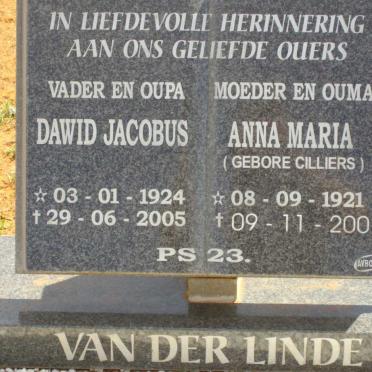 IN LIEFDEVOLLE HERINNERING
AAN ONS GELIEFDE OUERS
VADER EN OUPA MOEDER EN OUMA
DAWID JACOBUS ANNA MARIA
( GEBORE CILLIERS )
☆ 03 - 01 - 1924 ☆ 08 - 09 - 1921
† 29 - 06 - 2005 † 09 - 11 - 200
PS 23.
VAN DER LINDE